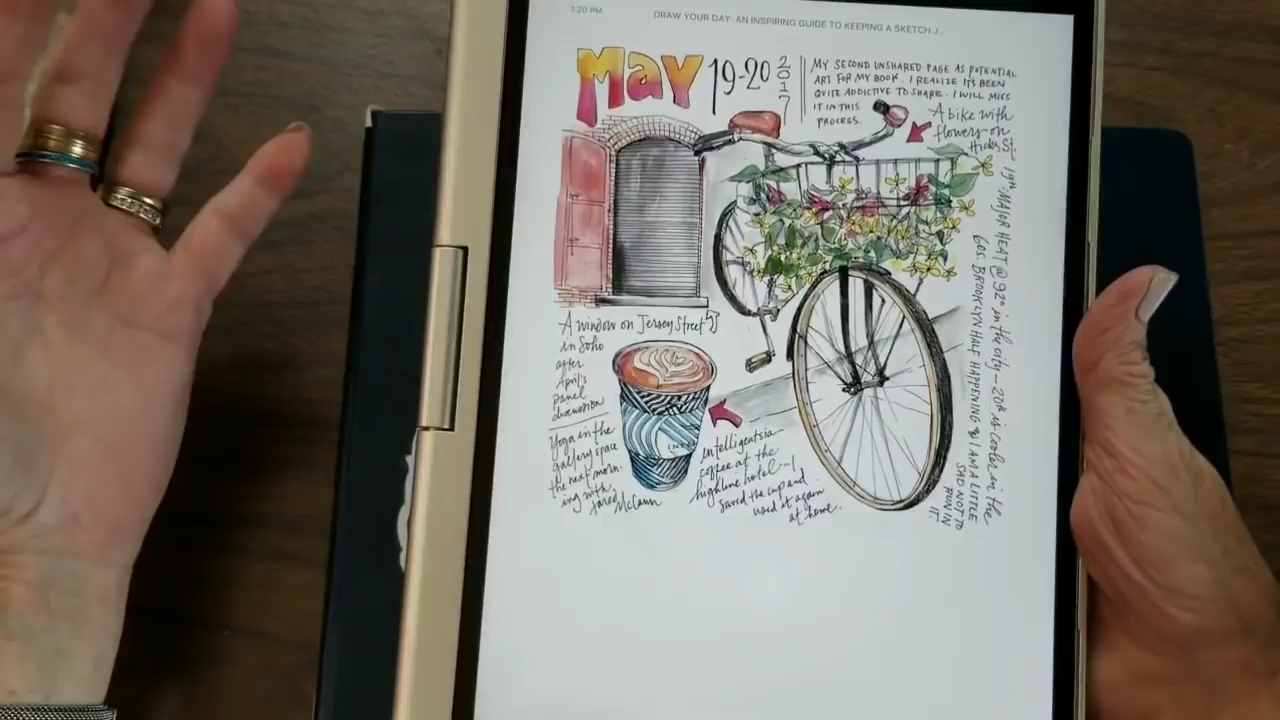 1:20 PM
DRAW YOUR DAY: AN INSPIRING GUIDE TO KEEPING A SKETCH J...
May 19-20 2017
MY SECOND UNSHARED PAGE AS POTENTIAL
ART FOR MY BOOK. I REALIZE IT'S BEEN
QUITE ADDICTIVE TO SHARE. I WILL MISS
IT IN THIS
PROCESS.
A bike with
flowers on
Hicks St.
19th: MAJOR HEAT @ 92° in the city - 20th is cooler in the
60s. BROOKLYN HALF HAPPENING & I AM A LITTLE
SAD NOT TO
RUN IN
IT.
A window on Jersey Street
in Soho
after
April's
panel
discussion
Yoga in the
gallery space
the next morn-
ing with
Jared McCann
INTEL
intelligentsia
coffee at the
highline hotel - I
saved the cup and
used it again
at home.